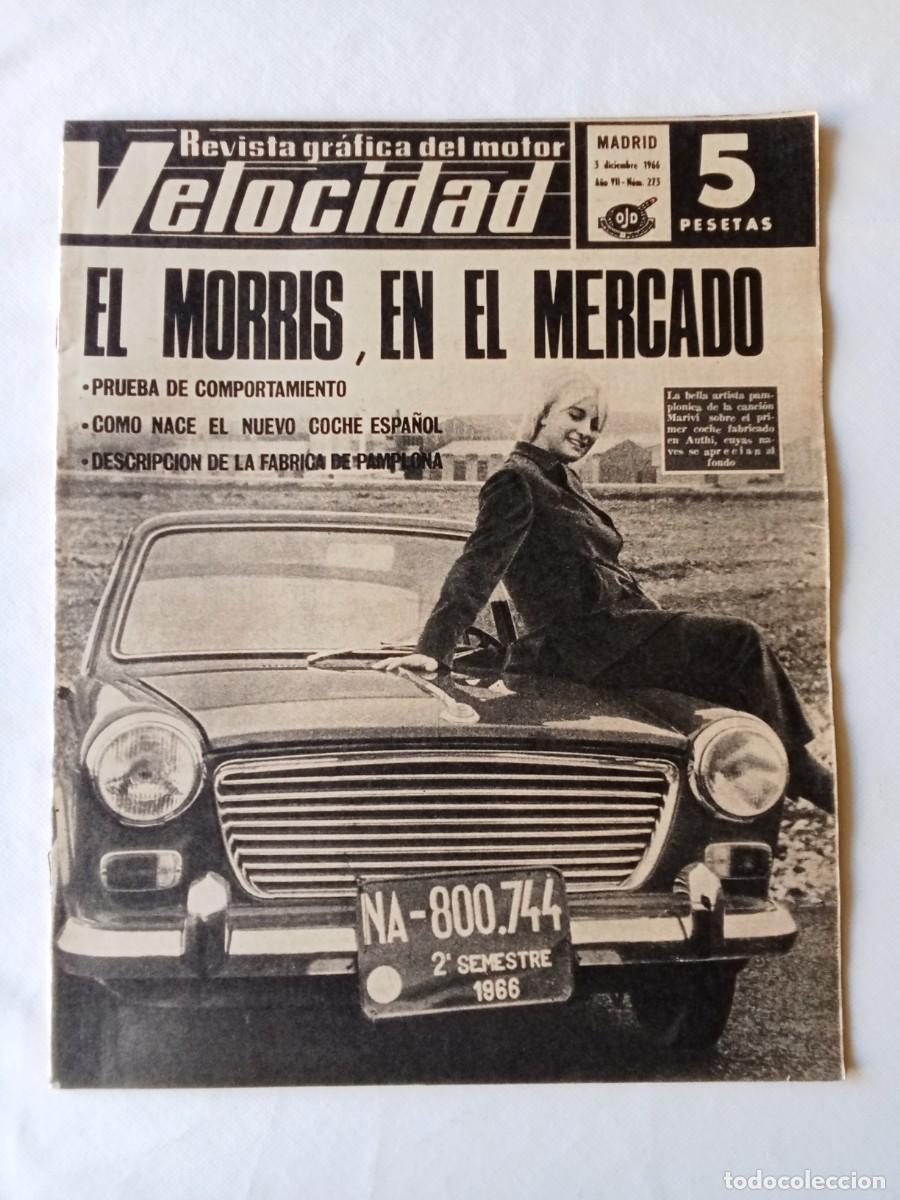 Revista gráfica del motor
Velocidad
MADRID
3 diciembre 1966
Año VII - Núm. 273
OJD
5
PESETAS
EL MORRIS, EN EL MERCADO
•PRUEBA DE COMPORTAMIENTO
•COMO NACE EL NUEVO COCHE ESPAÑOL
•DESCRIPCION DE LA FABRICA DE PAMPLONA
La bella artista pam-
plonica de la canción
Marivi sobre el pri-
mer coche fabricado
en Authi, cuyas na-
ves se aprecian al
fondo
NA-800.744
2º SEMESTRE
1966
todocoleccion